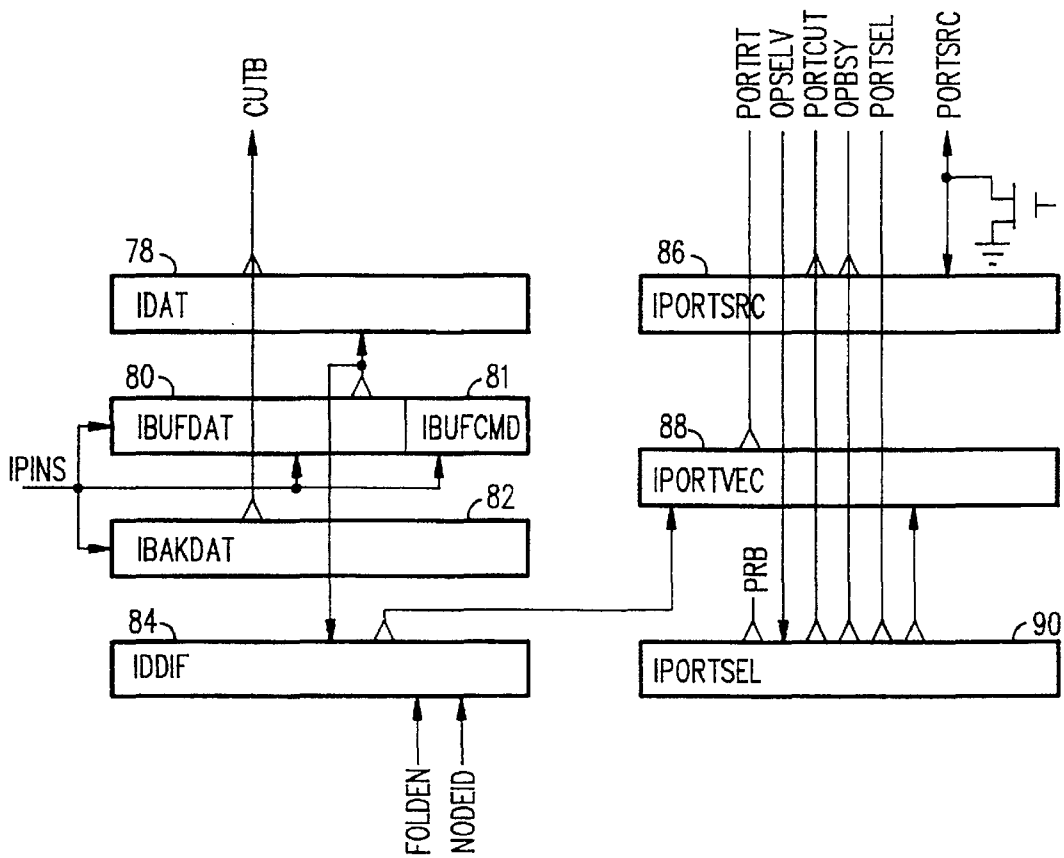 CUTB
PORTRT
OPSELV
PORTCUT
OPBSY
PORTSEL
PORTSRC
T
78
IDAT
86
IPORTSRC
80
81
IBUFDAT
IBUFCMD
88
IPORTVEC
IPINS
82
IBAKDAT
PRB
84
IDDIF
90
IPORTSEL
FOLDEN
NODEID